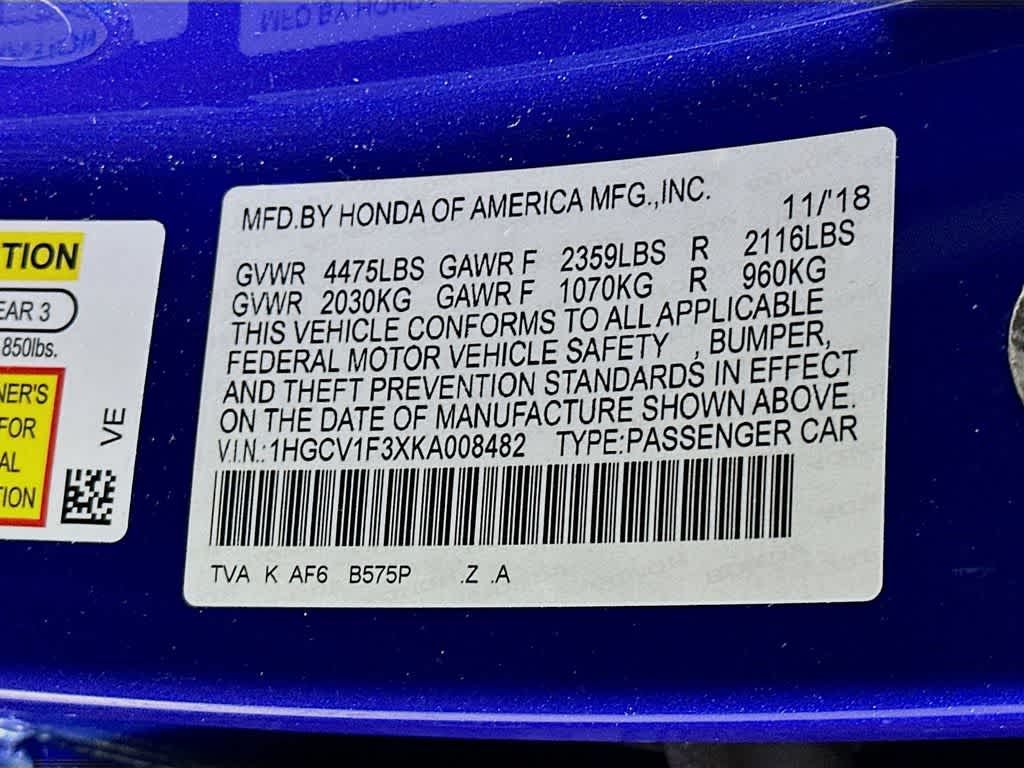 MFD.BY HONDA OF AMERICA MFG.,INC. 11/'18
GVWR 4475LBS GAWR F 2359LBS R 2116LBS
GVWR 2030KG GAWR F 1070KG R 960KG
THIS VEHICLE CONFORMS TO ALL APPLICABLE
FEDERAL MOTOR VEHICLE SAFETY , BUMPER,
AND THEFT PREVENTION STANDARDS IN EFFECT
ON THE DATE OF MANUFACTURE SHOWN ABOVE.
V.I.N.:1HGCV1F3XKA008482 TYPE:PASSENGER CAR
TVA K AF6 B575P .Z .A
TION
EAR 3
850lbs.
NER'S
FOR
AL
TION
VE